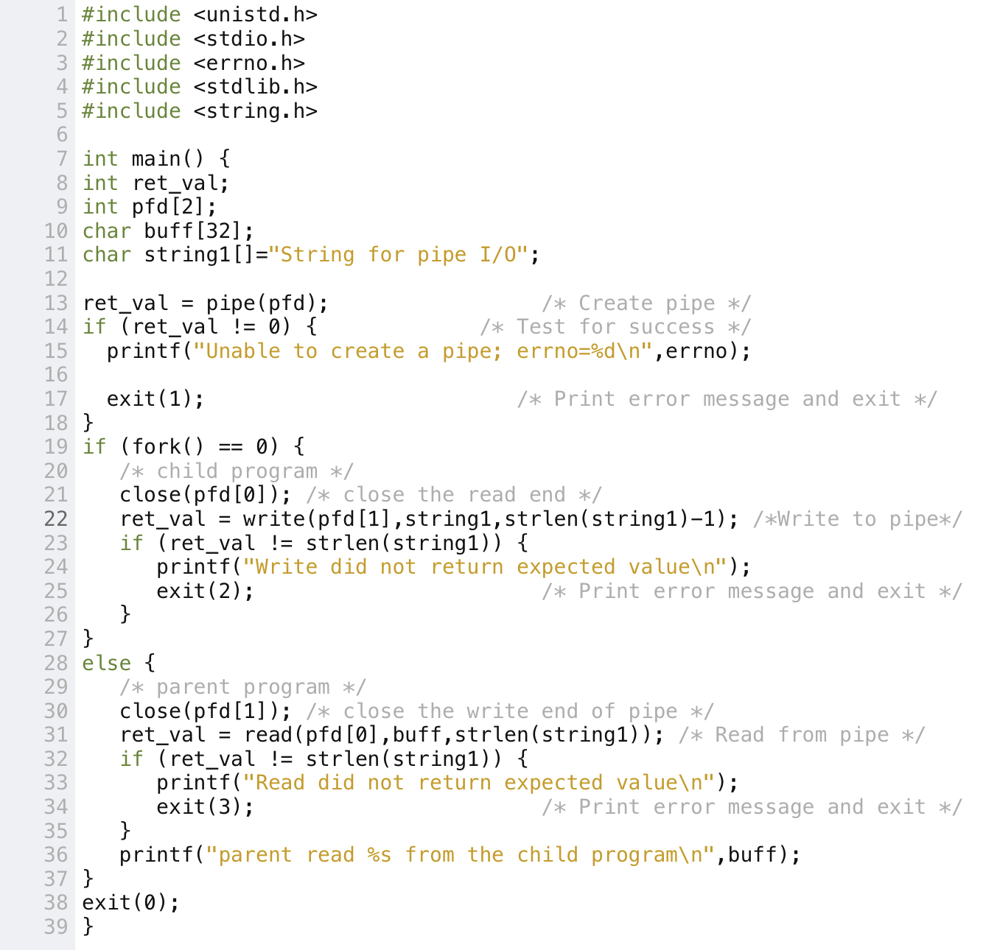 1 #include <unistd.h>
2 #include <stdio.h>
3 #include <errno.h>
4 #include <stdlib.h>
5 #include <string.h>
6
7 int main() {
8 int ret_val;
9 int pfd[2];
10 char buff[32];
11 char string1[]="String for pipe I/O";
12
13 ret_val = pipe(pfd);                 /* Create pipe */
14 if (ret_val != 0) {             /* Test for success */
15   printf("Unable to create a pipe; errno=%d\n",errno);
16
17   exit(1);                         /* Print error message and exit */
18 }
19 if (fork() == 0) {
20    /* child program */
21    close(pfd[0]); /* close the read end */
22    ret_val = write(pfd[1],string1,strlen(string1)-1); /*Write to pipe*/
23    if (ret_val != strlen(string1)) {
24       printf("Write did not return expected value\n");
25       exit(2);                       /* Print error message and exit */
26    }
27 }
28 else {
29    /* parent program */
30    close(pfd[1]); /* close the write end of pipe */
31    ret_val = read(pfd[0],buff,strlen(string1)); /* Read from pipe */
32    if (ret_val != strlen(string1)) {
33       printf("Read did not return expected value\n");
34       exit(3);                       /* Print error message and exit */
35    }
36    printf("parent read %s from the child program\n",buff);
37 }
38 exit(0);
39 }